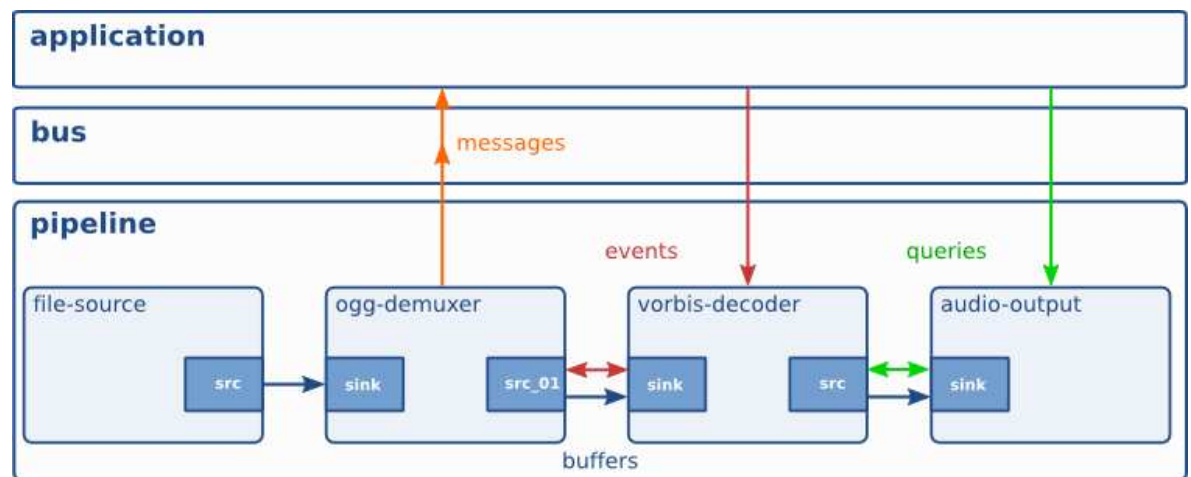 application
bus
messages
pipeline
events
queries
file-source
ogg-demuxer
vorbis-decoder
audio-output
src
sink
src_01
sink
src
sink
buffers